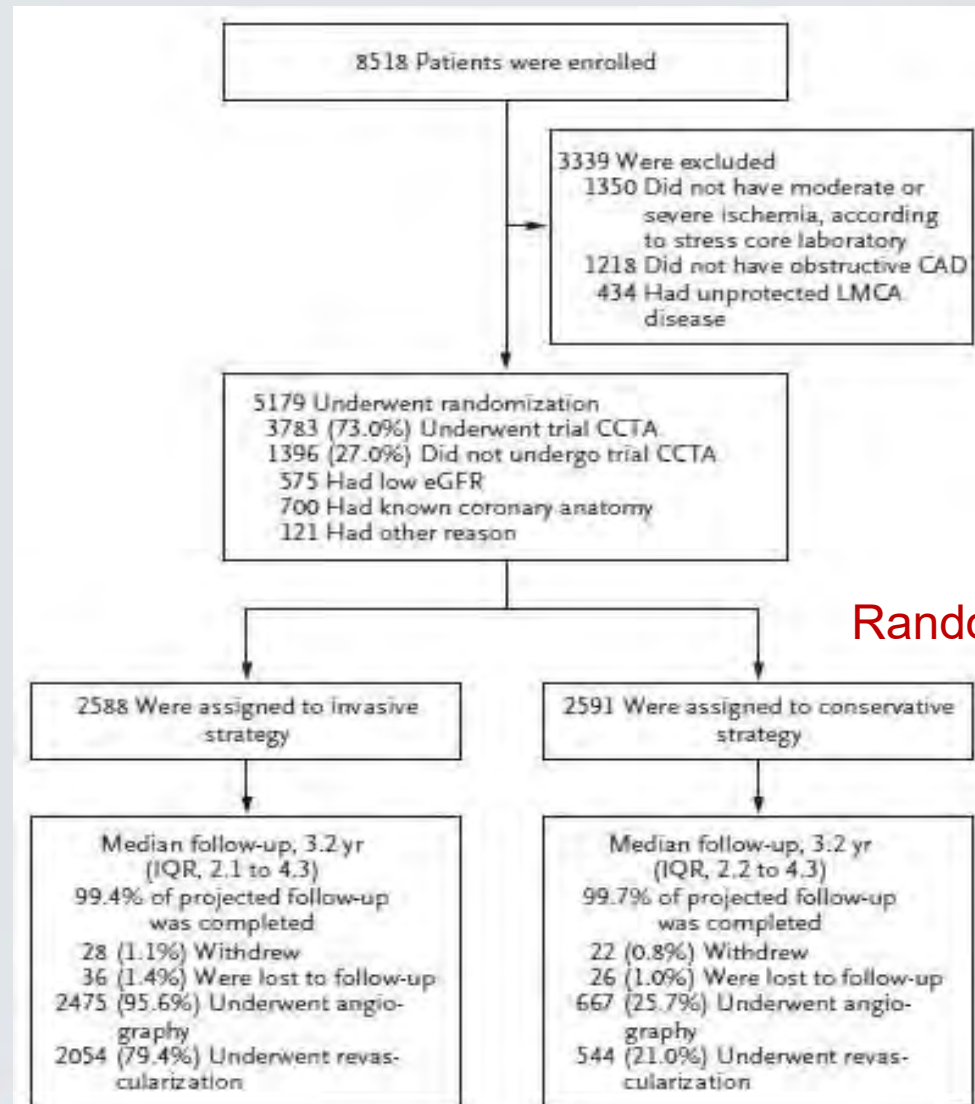 8518 Patients were enrolled
3339 Were excluded
1350 Did not have moderate or
severe ischemia, according
to stress core laboratory
1218 Did not have obstructive CAD
434 Had unprotected LMCA
disease
5179 Underwent randomization
3783 (73.0%) Underwent trial CCTA
1396 (27.0%) Did not undergo trial CCTA
575 Had low eGFR
700 Had known coronary anatomy
121 Had other reason
Rando
2588 Were assigned to invasive
strategy
2591 Were assigned to conservative
strategy
Median follow-up, 3.2 yr
(IQR, 2.1 to 4.3)
99.4% of projected follow-up
was completed
28 (1.1%) Withdrew
36 (1.4%) Were lost to follow-up
2475 (95.6%) Underwent angio-
graphy
2054 (79.4%) Underwent revas-
cularization
Median follow-up, 3.2 yr
(IQR, 2.2 to 4.3)
99.7% of projected follow-up
was completed
22 (0.8%) Withdrew
26 (1.0%) Were lost to follow-up
667 (25.7%) Underwent angio-
graphy
544 (21.0%) Underwent revas-
cularization